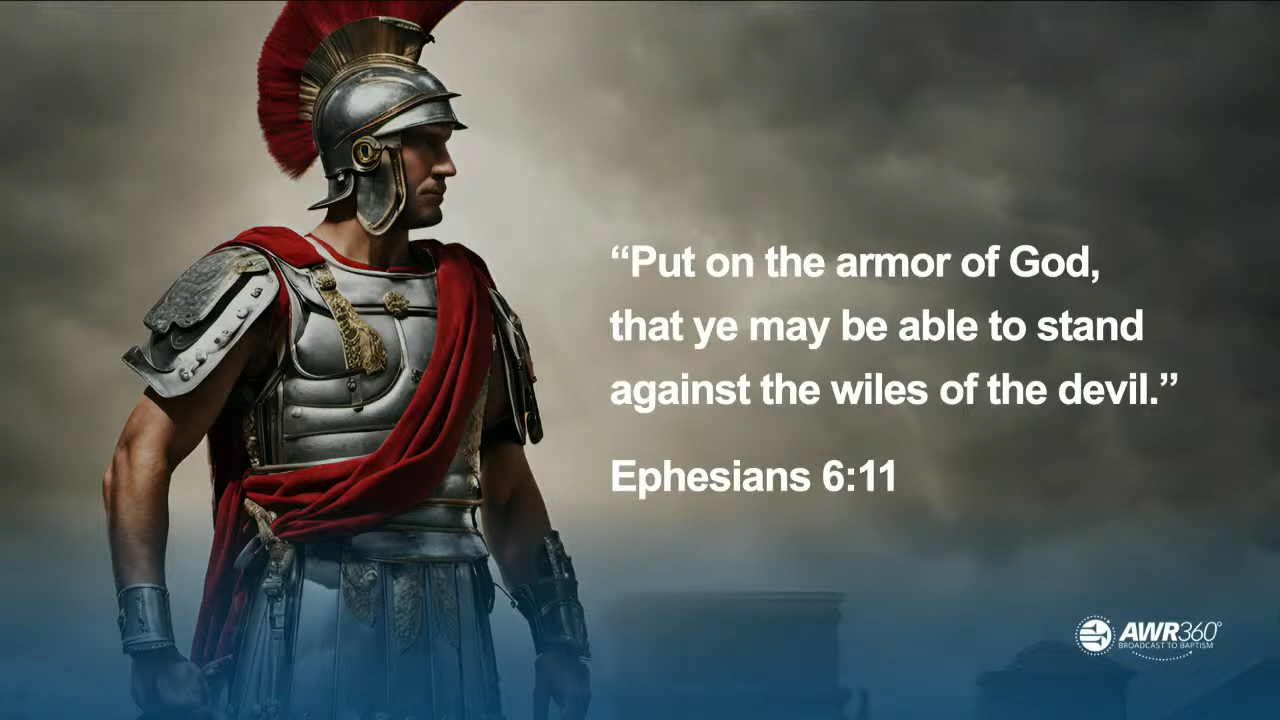 “Put on the armor of God,
that ye may be able to stand
against the wiles of the devil.”
Ephesians 6:11
AWR360°
BROADCAST TO BAPTISM